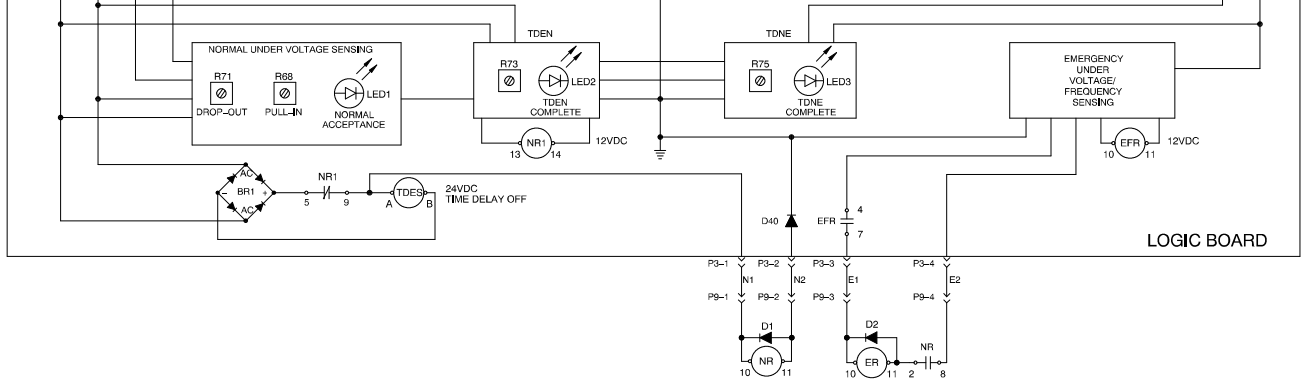 TDEN
TDNE
NORMAL UNDER VOLTAGE SENSING
R71
DROP–OUT
R68
PULL–IN
LED1
NORMAL
ACCEPTANCE
R73
LED2
TDEN
COMPLETE
R75
LED3
TDNE
COMPLETE
EMERGENCY
UNDER
VOLTAGE/
FREQUENCY
SENSING
13
NR1
14
12VDC
10
EFR
11
12VDC
AC
–
BR1
+
AC
NR1
5
9
A
TDES
B
24VDC
TIME DELAY OFF
D40
EFR
4
7
LOGIC BOARD
P3–1
P3–2
P3–3
P3–4
N1
N2
E1
E2
P9–1
P9–2
P9–3
P9–4
D1
10
NR
11
D2
10
ER
11
NR
2
8